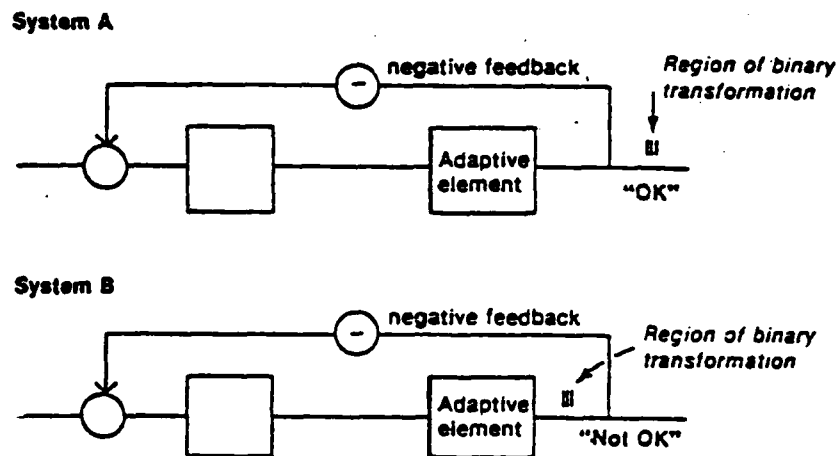 System A
negative feedback
Region of binary
transformation
−
Adaptive
element
"OK"
System B
negative feedback
Region of binary
transformation
−
Adaptive
element
"Not OK"